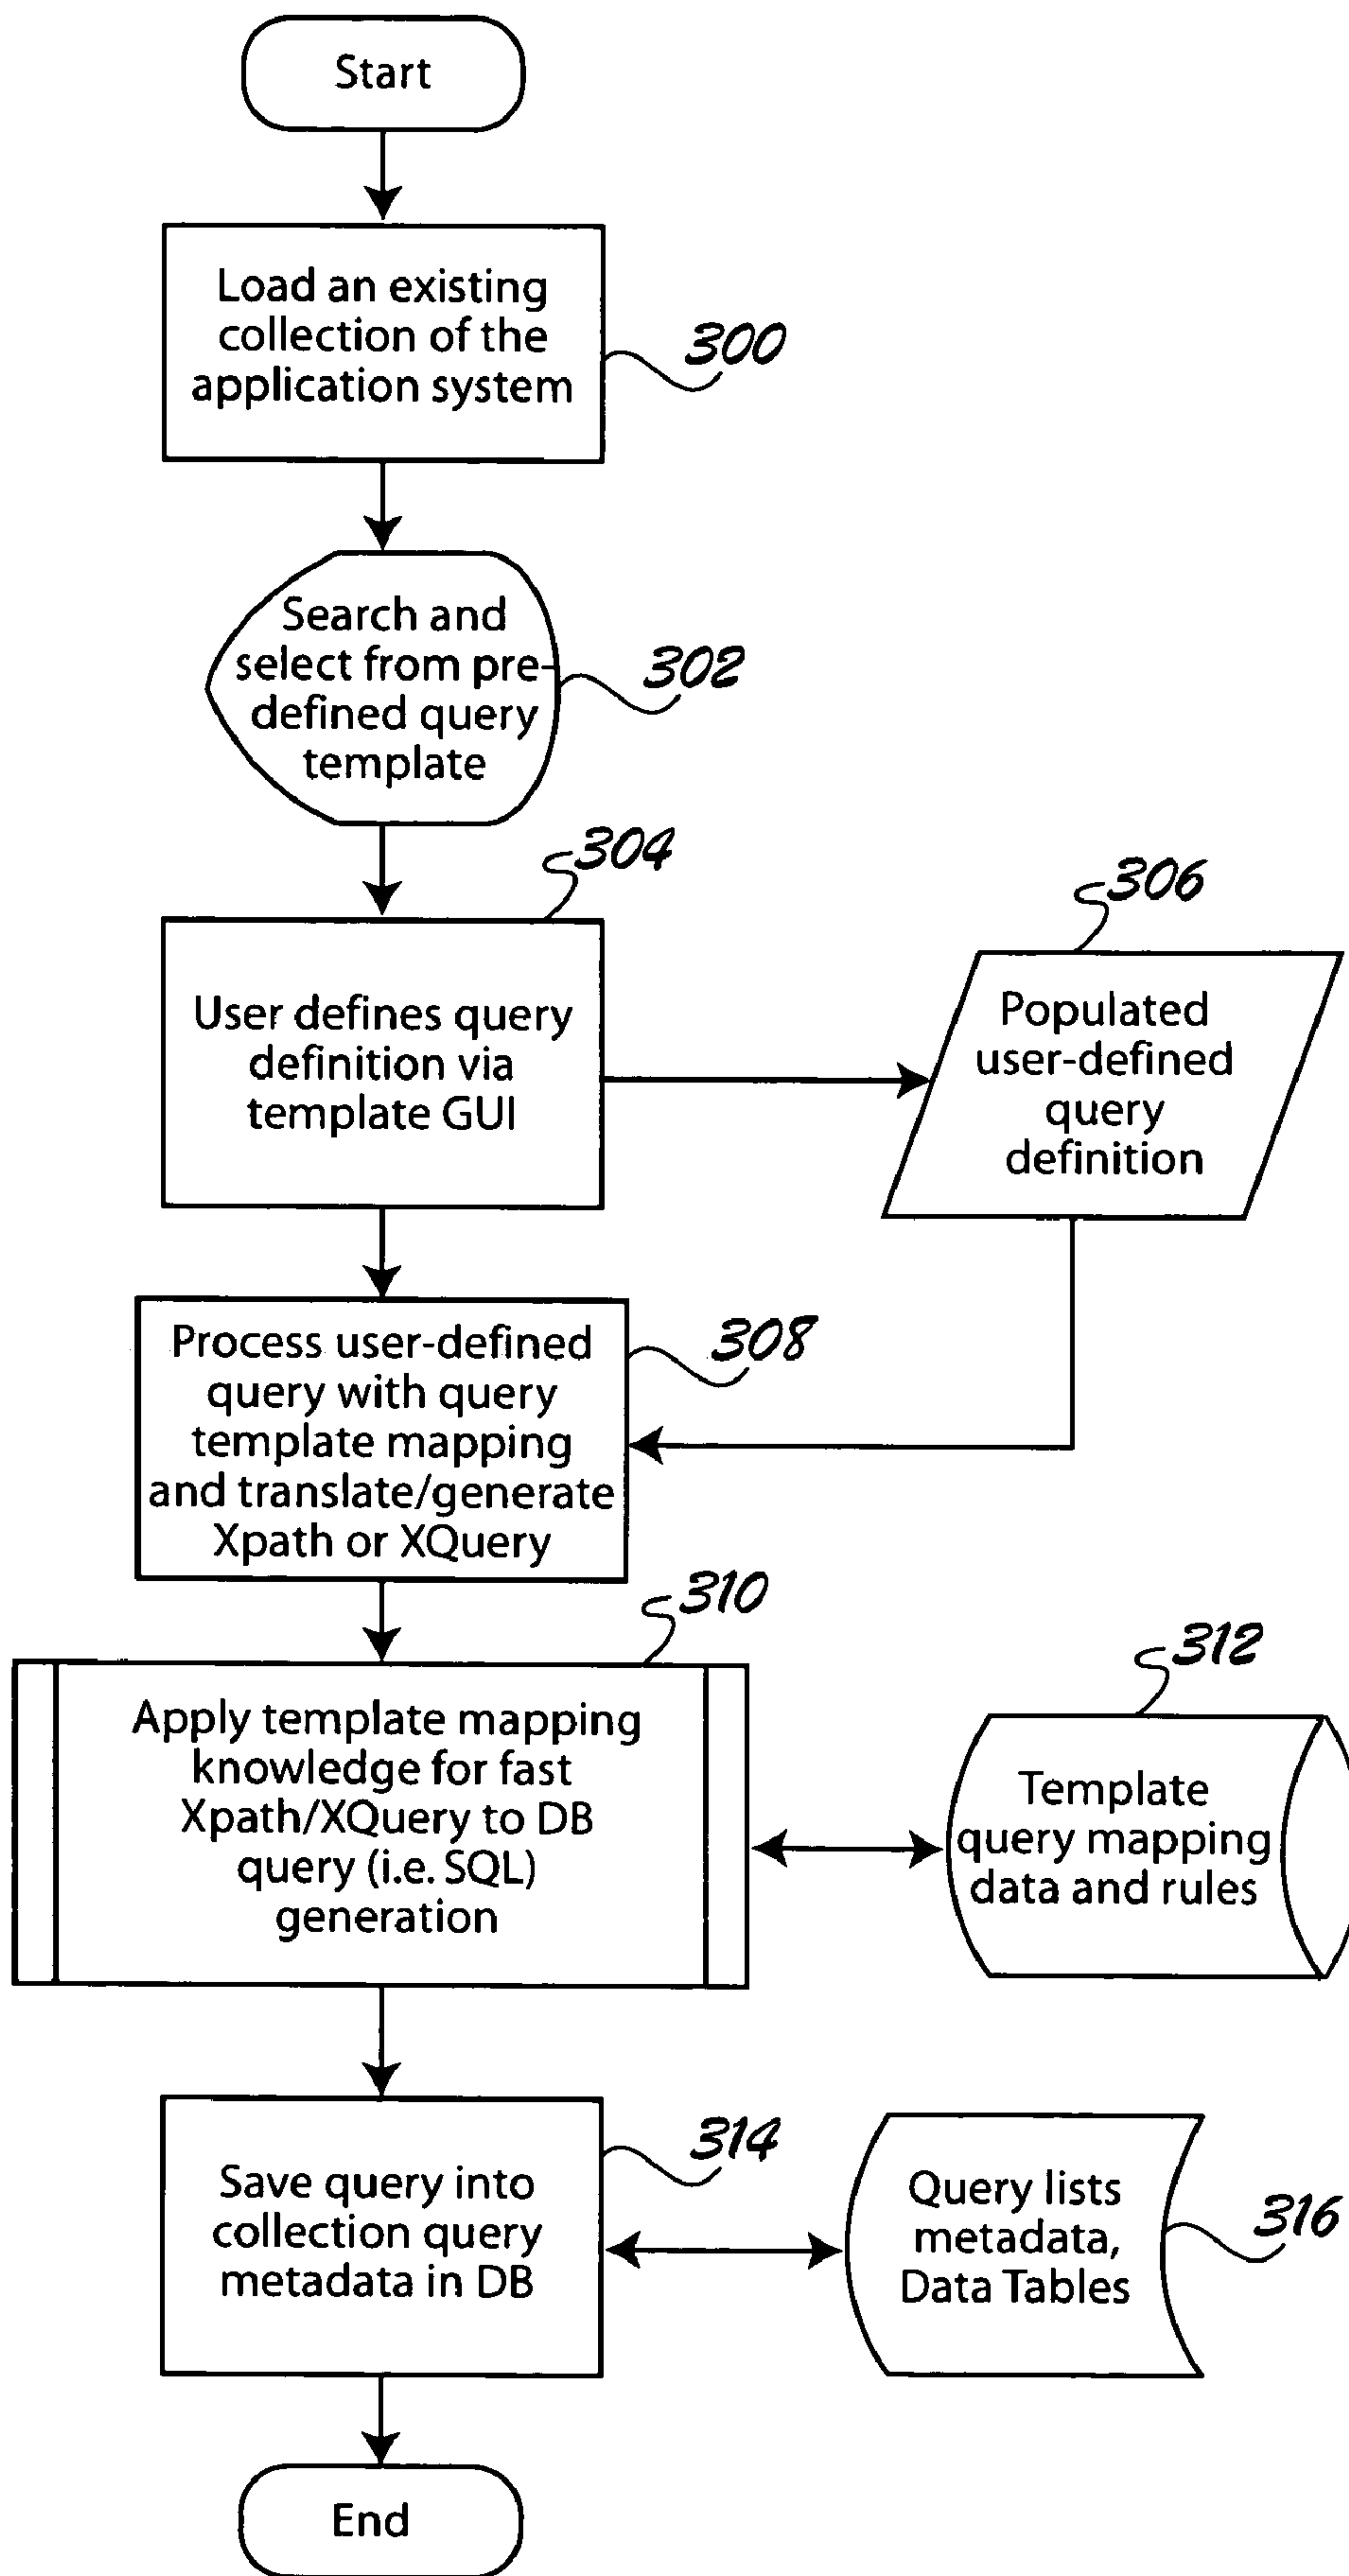 Start
Load an existing
collection of the
application system
300
Search and
select from pre-
defined query
template
302
304
User defines query
definition via
template GUI
306
Populated
user-defined
query
definition
Process user-defined
query with query
template mapping
and translate/generate
Xpath or XQuery
308
310
Apply template mapping
knowledge for fast
Xpath/XQuery to DB
query (i.e. SQL)
generation
312
Template
query mapping
data and rules
Save query into
collection query
metadata in DB
314
Query lists
metadata,
Data Tables
316
End